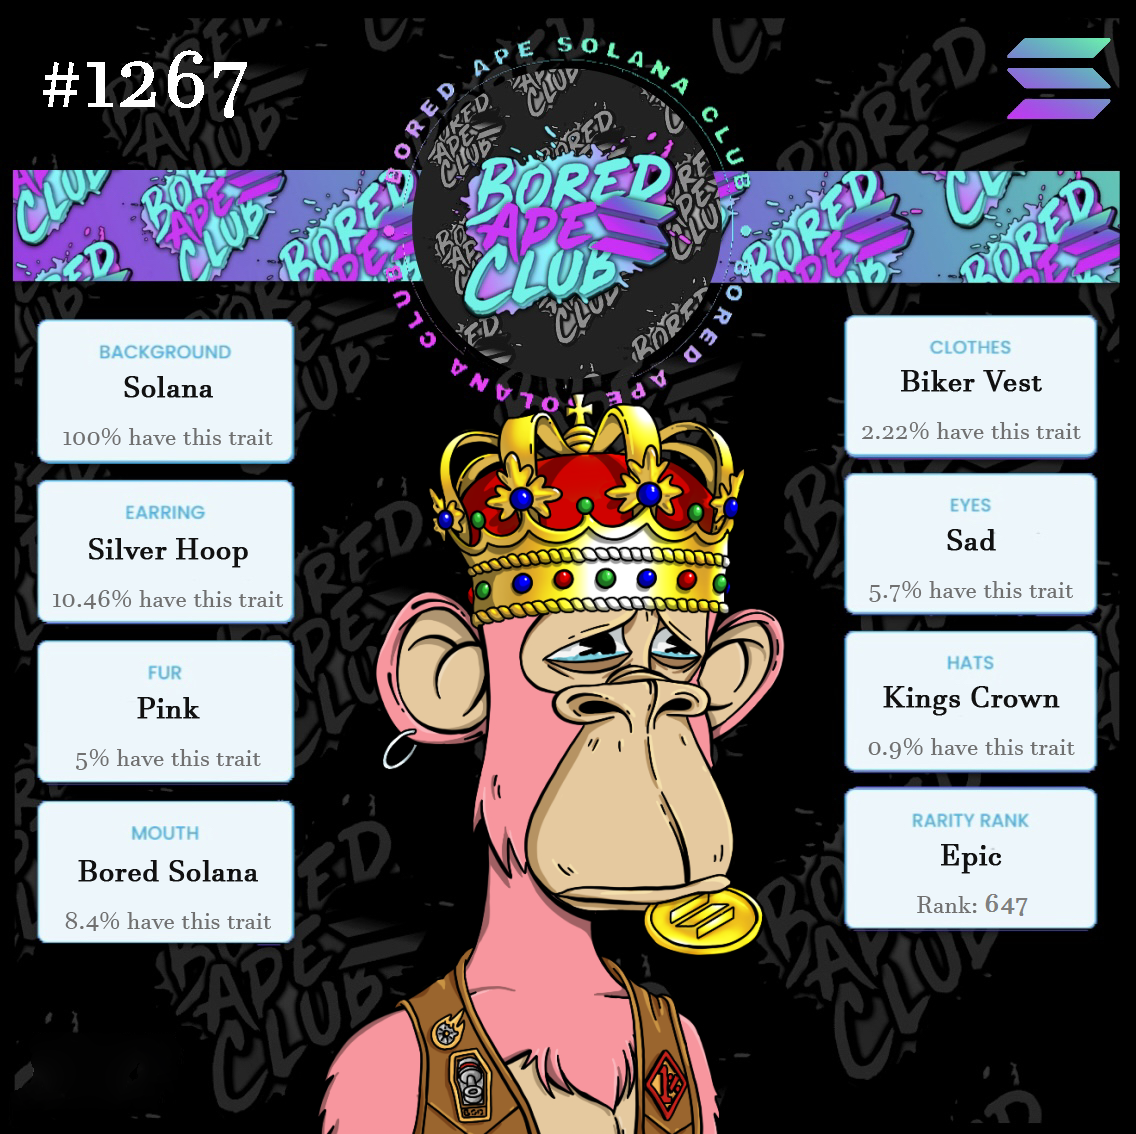 #1267
BORED APE SOLANA CLUB
BORED APE SOLANA CLUB
BORED
APE
CLUB
BACKGROUND
Solana
100% have this trait
EARRING
Silver Hoop
10.46% have this trait
FUR
Pink
5% have this trait
MOUTH
Bored Solana
8.4% have this trait
CLOTHES
Biker Vest
2.22% have this trait
EYES
Sad
5.7% have this trait
HATS
Kings Crown
0.9% have this trait
RARITY RANK
Epic
Rank: 647